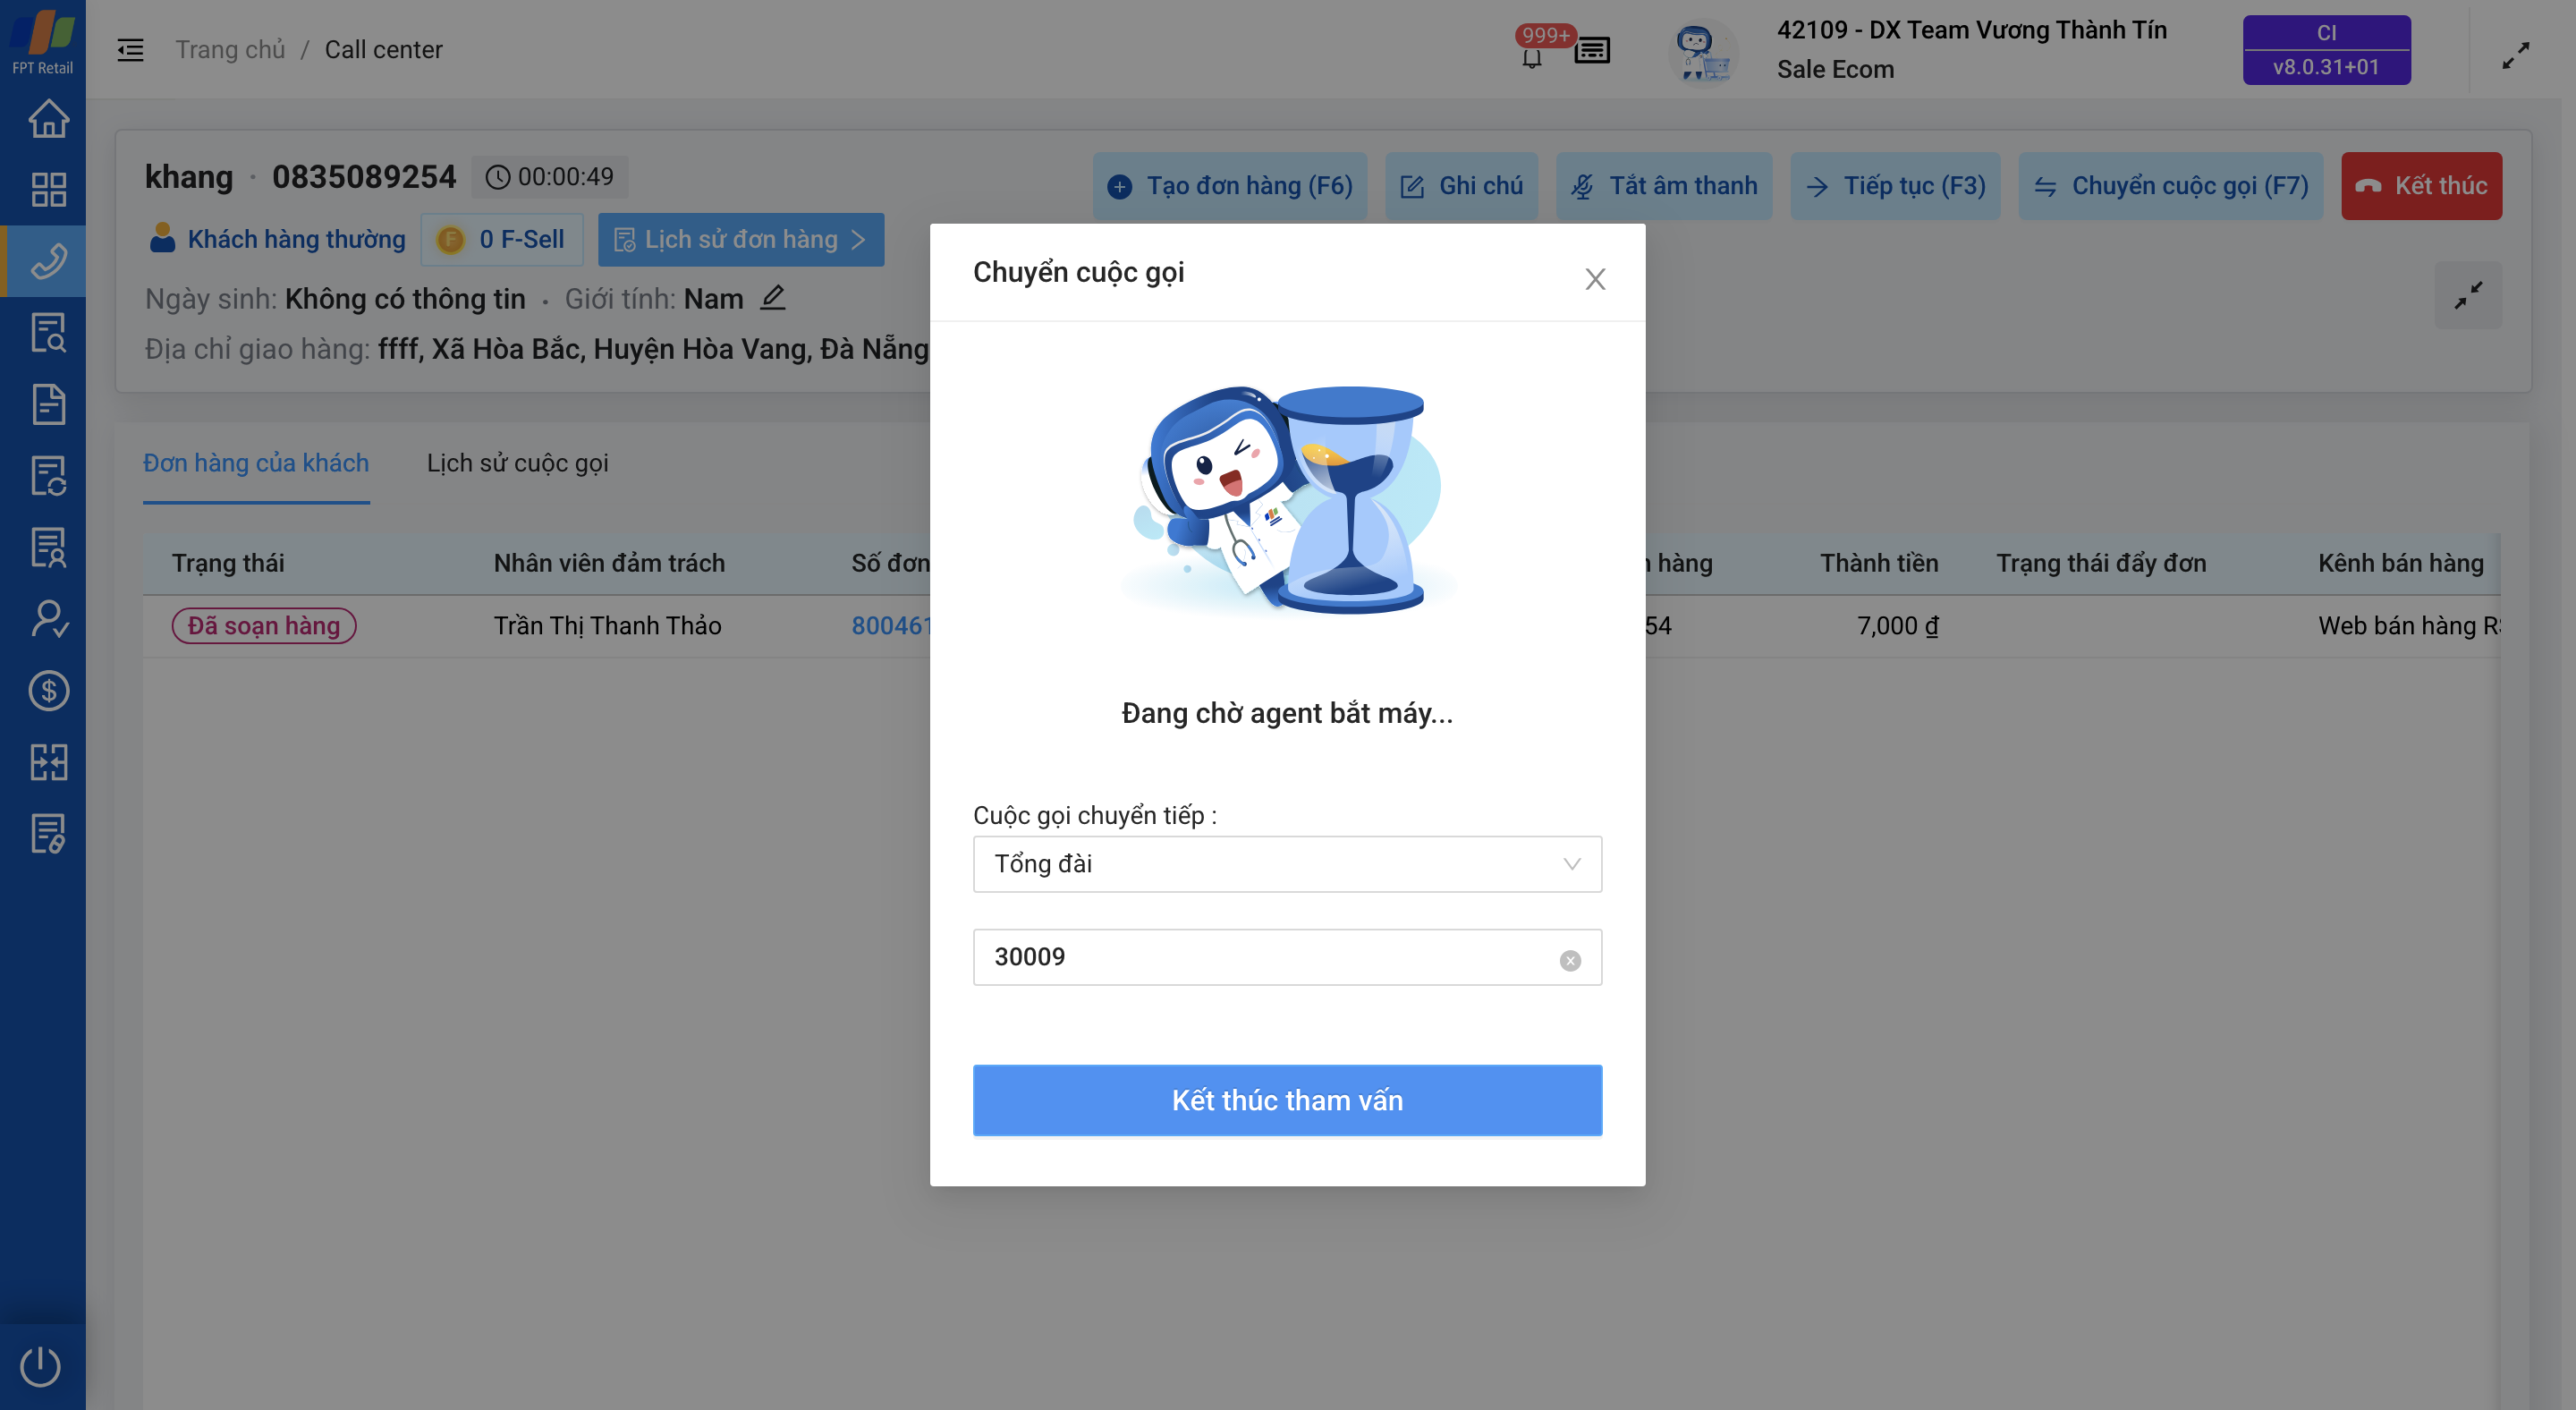 FPT Retail
Trang chủ / Call center
999+
42109 - DX Team Vương Thành Tín
Sale Ecom
CI
v8.0.31+01
khang · 0835089254 00:00:49
Tạo đơn hàng (F6)
Ghi chú
Tắt âm thanh
Tiếp tục (F3)
Chuyển cuộc gọi (F7)
Kết thúc
Khách hàng thường
F
0 F-Sell
Lịch sử đơn hàng
Ngày sinh: Không có thông tin · Giới tính: Nam
Địa chỉ giao hàng: ffff, Xã Hòa Bắc, Huyện Hòa Vang, Đà Nẵng
Đơn hàng của khách
Lịch sử cuộc gọi
Trạng thái
Nhân viên đảm trách
Số đơn
hàng
Thành tiền
Trạng thái đẩy đơn
Kênh bán hàng
Đã soạn hàng
Trần Thị Thanh Thảo
800461
54
7,000 ₫
Web bán hàng
Chuyển cuộc gọi
Đang chờ agent bắt máy...
Cuộc gọi chuyển tiếp :
Tổng đài
30009
Kết thúc tham vấn